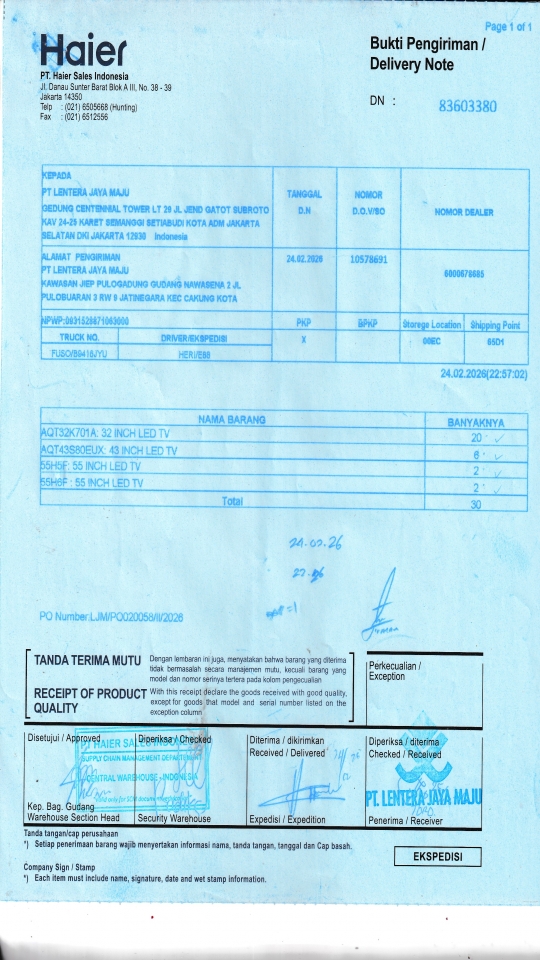 Page 1 of 1
Haier
Bukti Pengiriman /
Delivery Note
PT. Haier Sales Indonesia
Jl. Danau Sunter Barat Blok A III, No. 38 - 39
Jakarta 14350
Telp : (021) 6505668 (Hunting)
Fax : (021) 6512556
DN : 83603380
KEPADA
PT LENTERA JAYA MAJU
GEDUNG CENTENNIAL TOWER LT 29 JL JEND GATOT SUBROTO
KAV 24-25 KARET SEMANGGI SETIABUDI KOTA ADM JAKARTA
SELATAN DKI JAKARTA 12930 Indonesia
TANGGAL
D.N
NOMOR
D.O.V/SO
NOMOR DEALER
ALAMAT PENGIRIMAN
PT LENTERA JAYA MAJU
KAWASAN JIEP PULOGADUNG GUDANG NAWASENA 2 JL
PULOBUARAN 3 RW 9 JATINEGARA KEC CAKUNG KOTA
24.02.2026
10578691
NPWP:
PKP
BPKP
Storege Location
Shipping Point
TRUCK NO.
DRIVER/EKSPEDISI
X
00EC
65D1
HERI/E88
24.02.2026(22:57:02)
NAMA BARANG
BANYAKNYA
AQT32K701A: 32 INCH LED TV 20
AQT43S80EUX: 43 INCH LED TV 6
55H5F: 55 INCH LED TV 2
55H6F : 55 INCH LED TV 2
Total 30
24.02.26
PO Number:LJM/PO020058/II/2026
TANDA TERIMA MUTU
Dengan lembaran ini juga, menyatakan bahwa barang yang diterima
tidak bermasalah secara manajemen mutu, kecuali barang yang
model dan nomor serinya tertera pada kolom pengecualian
RECEIPT OF PRODUCT
QUALITY
With this receipt declare the goods received with good quality,
except for goods that model and serial number listed on the
exception column
Perkecualian /
Exception
Disetujui / Approved
Diperiksa / Checked
Diterima / dikirimkan
Received / Delivered
Diperiksa / diterima
Checked / Received
PT HAIER SALES INDONESIA
SUPPLY CHAIN MANAGEMENT DEPARTEMENT
CENTRAL WAREHOUSE - INDONESIA
PT. LENTERA JAYA MAJU
Kep. Bag. Gudang
Warehouse Section Head
Security Warehouse
Expedisi / Expedition
Penerima / Receiver
Tanda tangan/cap perusahaan
*) Setiap penerimaan barang wajib menyertakan informasi nama, tanda tangan, tanggal dan Cap basah.
EKSPEDISI
Company Sign / Stamp
*) Each item must include name, signature, date and wet stamp information.